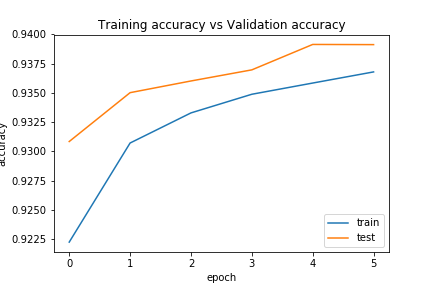 Training accuracy vs Validation accuracy
0.9400
0.9375
0.9350
0.9325
0.9300
0.9275
0.9250
0.9225
accuracy
0 1 2 3 4 5
epoch
train
test